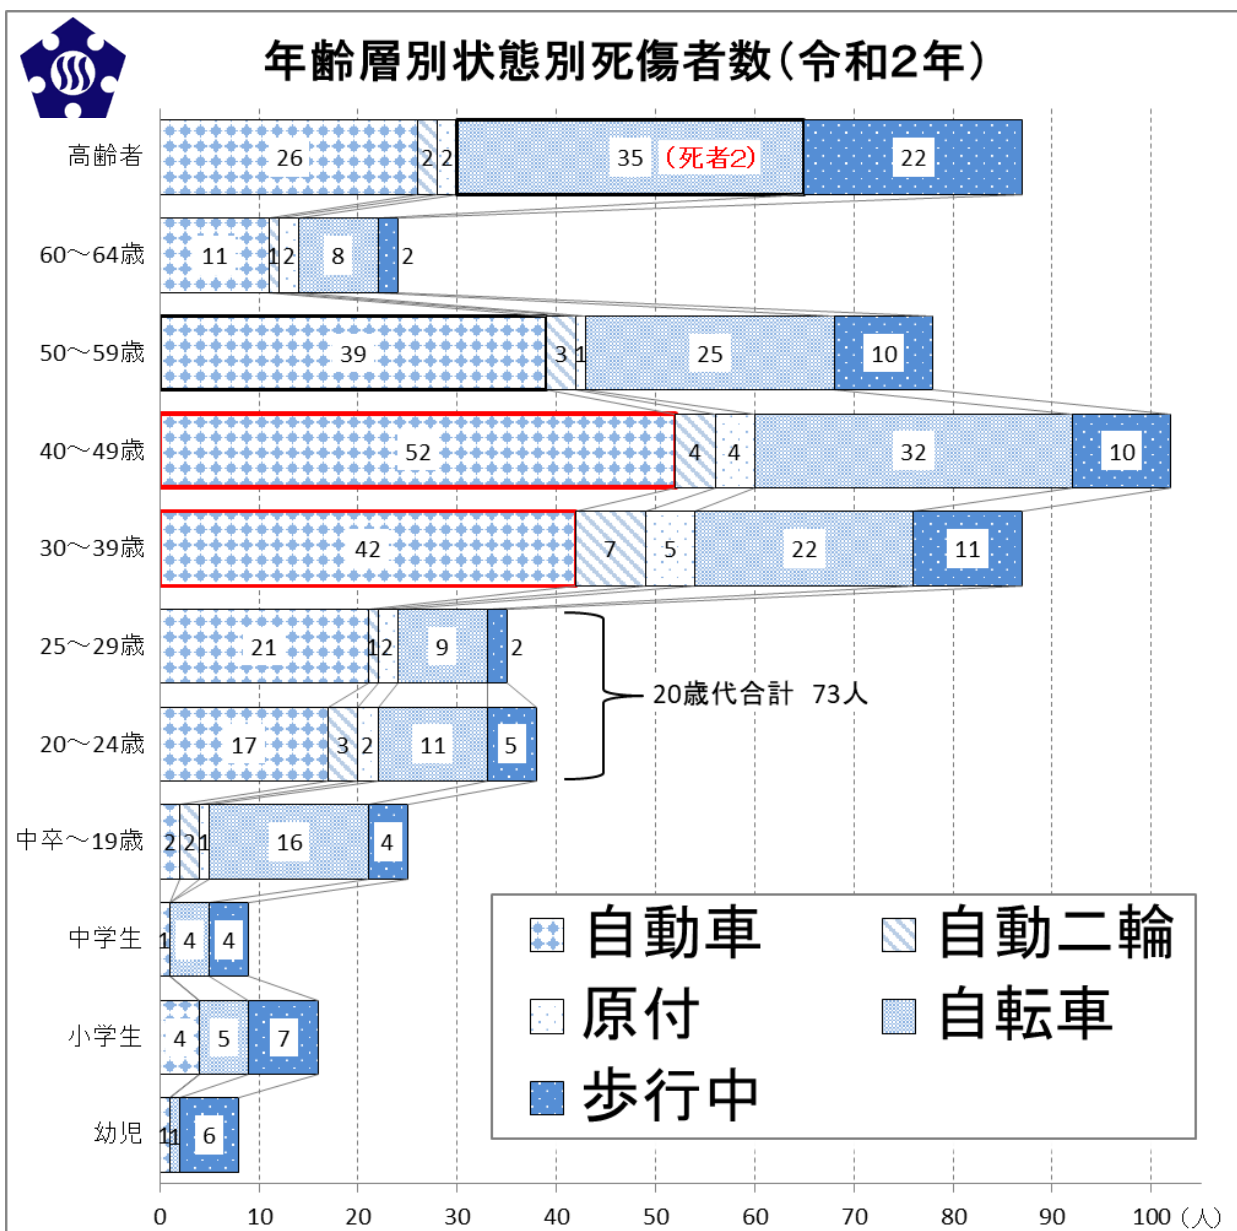 年齢層別状態別死傷者数(令和2年)
高齢者 26 2 2 35 (死者2) 22
60～64歳 11 1 2 8 2
50～59歳 39 3 1 25 10
40～49歳 52 4 4 32 10
30～39歳 42 7 5 22 11
25～29歳 21 1 2 9 2
20歳代合計 73人
20～24歳 17 3 2 11 5
中卒～19歳 2 2 1 16 4
中学生 1 4 4
小学生 4 5 7
幼児 1 1 6
自動車 自動二輪
原付 自転車
歩行中
0 10 20 30 40 50 60 70 80 90 100 (人)